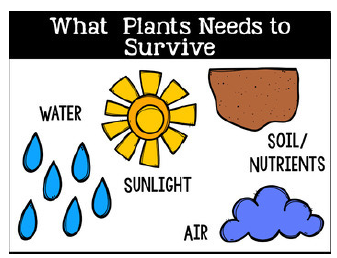 What Plants Needs to
Survive
WATER
SUNLIGHT
SOIL/
NUTRIENTS
AIR